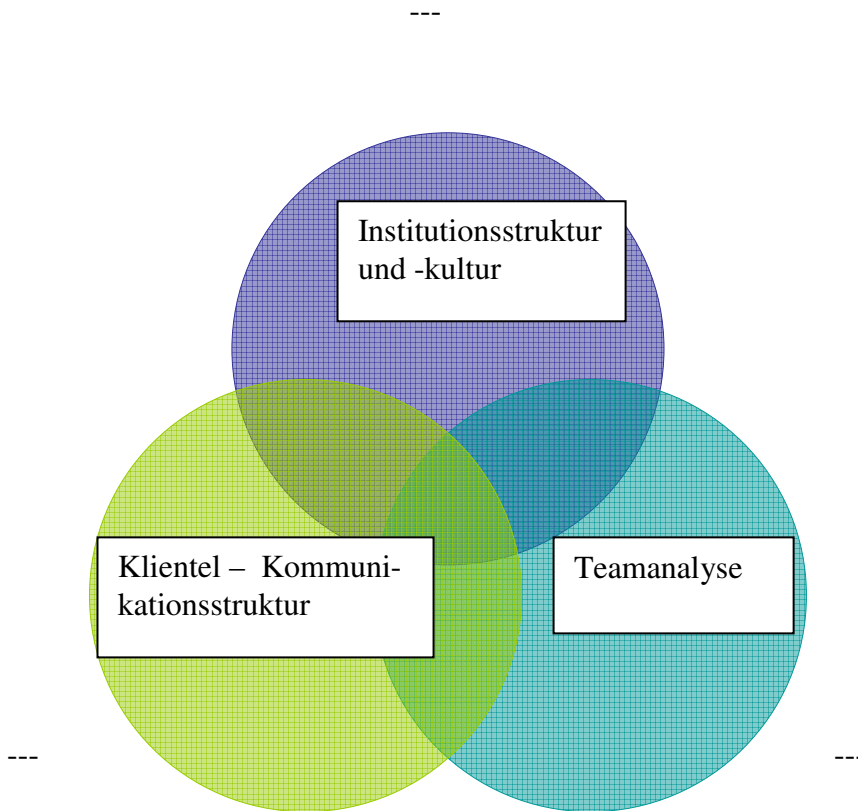 ---
Institutionsstruktur
und -kultur
Klientel – Kommuni-
kationsstruktur
Teamanalyse
---
---